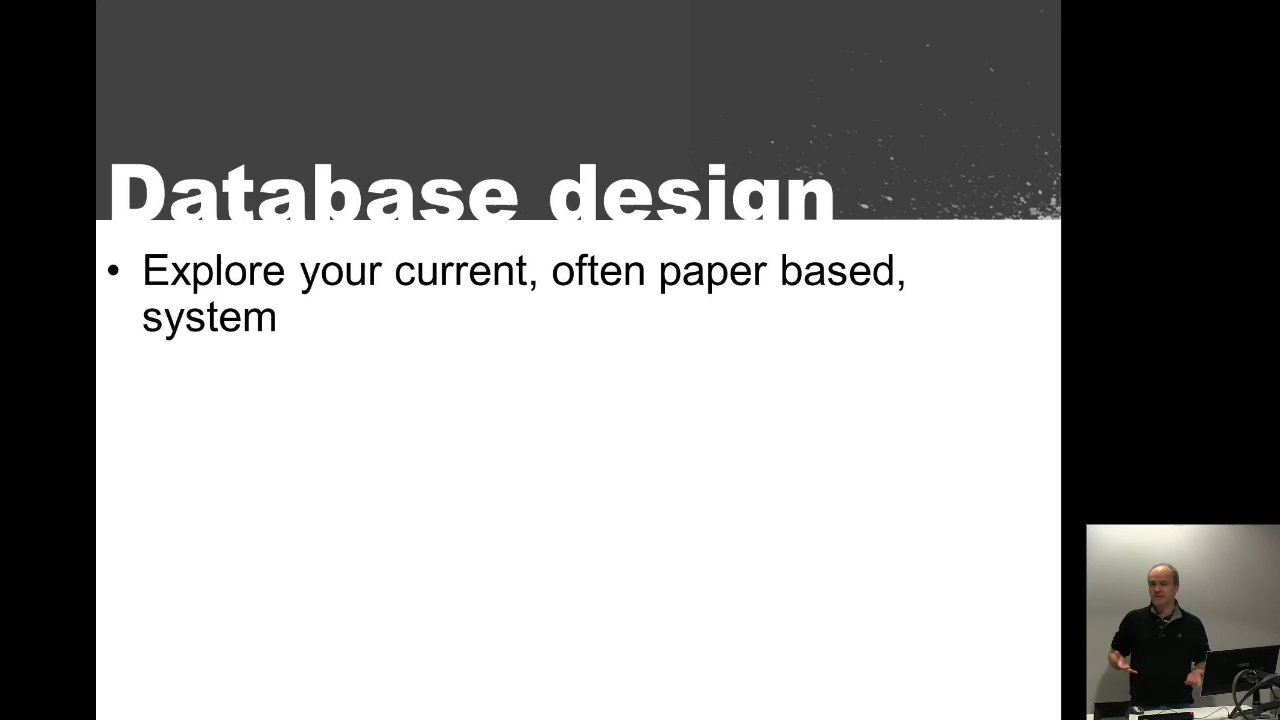 Database design
• Explore your current, often paper based,
system